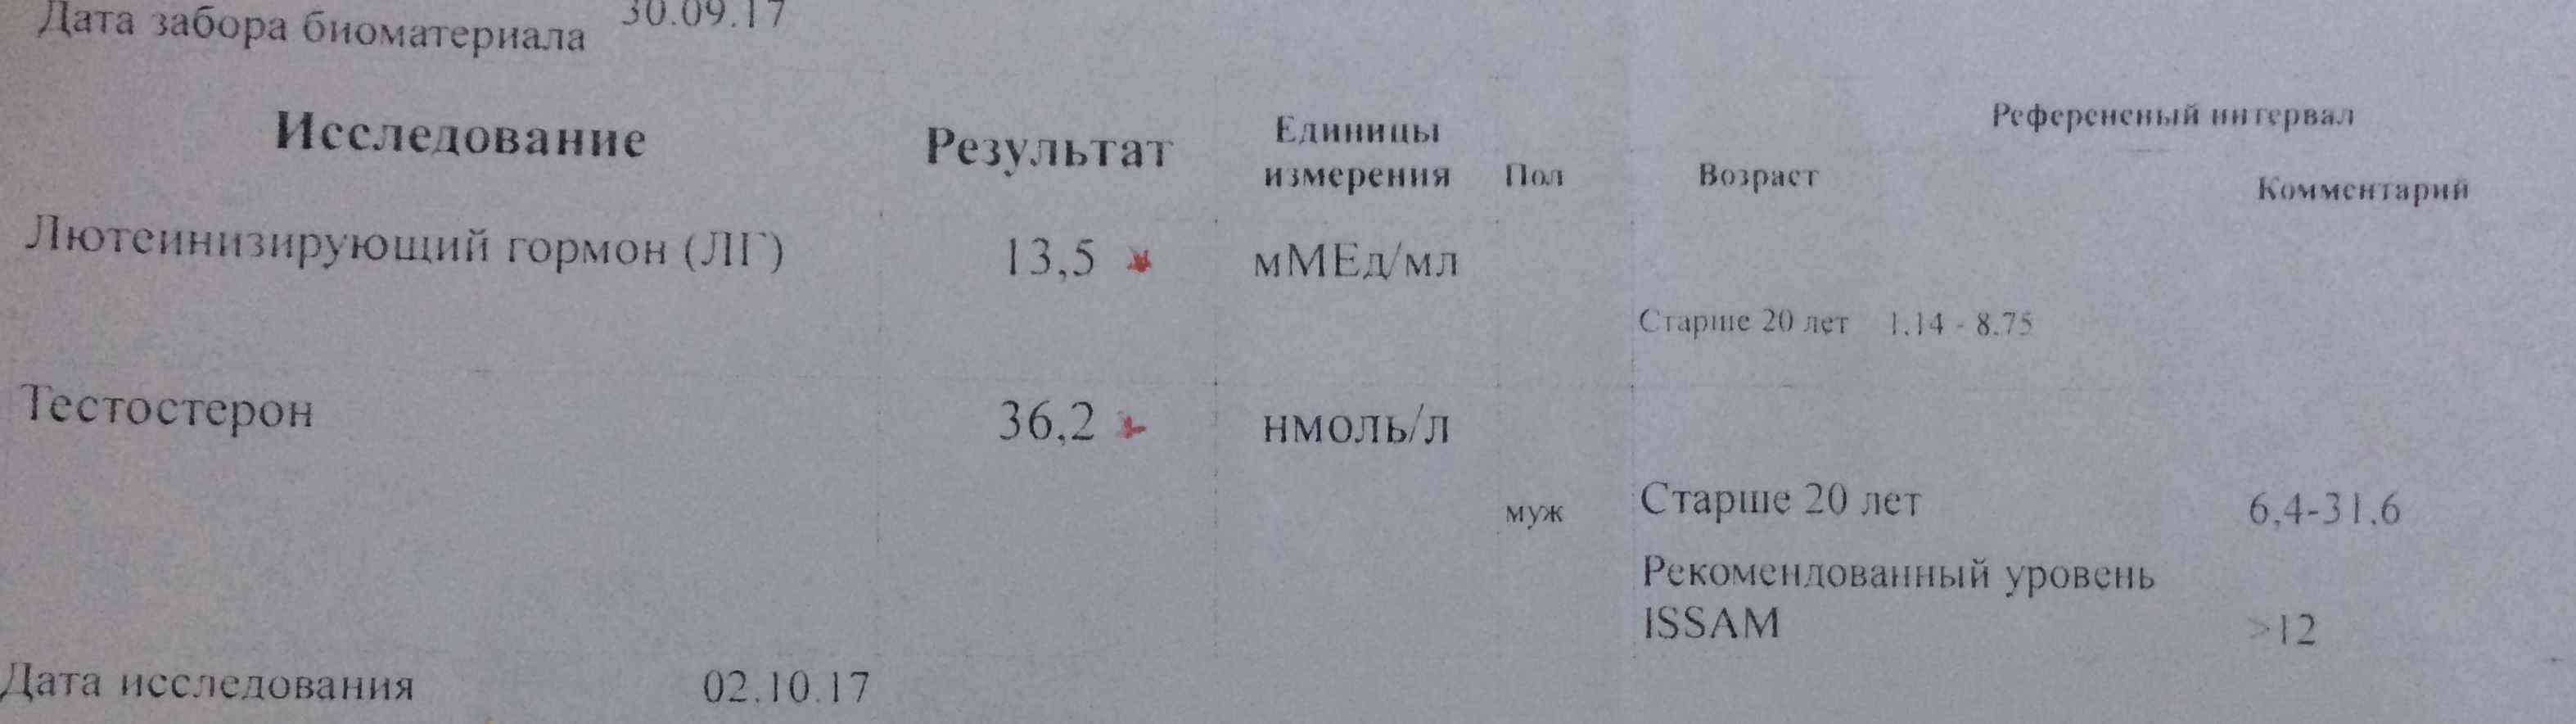 Дата забора биоматериала 30.09.17
Исследование Результат Единицы измерения Пол Возраст Референсный интервал Комментарий
Лютеинизирующий гормон (ЛГ) 13,5 мМЕд/мл
Старше 20 лет 1.14 - 8.75
Тестостерон 36,2 нмоль/л
муж Старше 20 лет 6,4-31,6
Рекомендованный уровень
ISSAM >12
Дата исследования 02.10.17